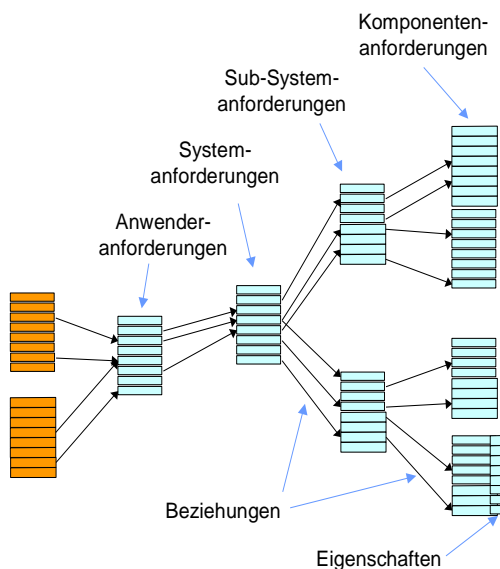 Komponenten-
anforderungen
Sub-System-
anforderungen
System-
anforderungen
Anwender-
anforderungen
Beziehungen
Eigenschaften